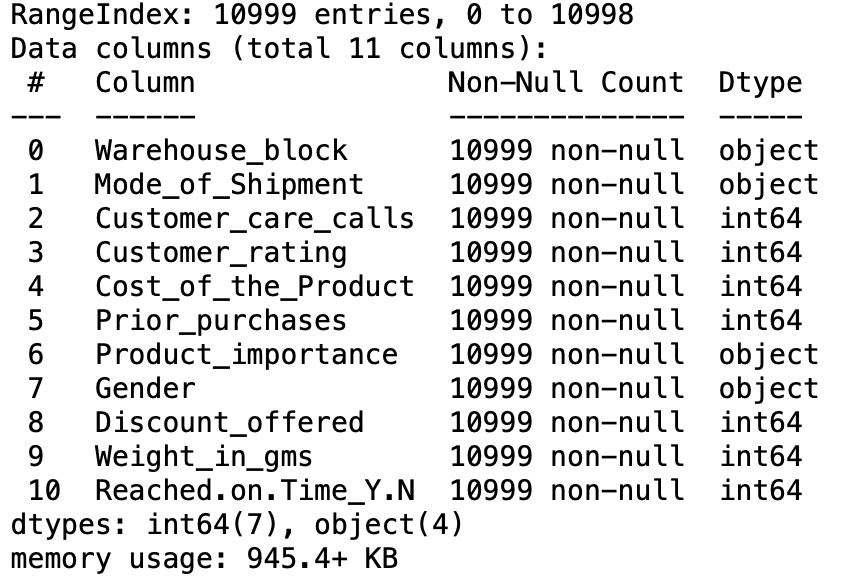 RangeIndex: 10999 entries, 0 to 10998
Data columns (total 11 columns):
 #   Column               Non-Null Count  Dtype
---  ------               --------------  -----
 0   Warehouse_block      10999 non-null  object
 1   Mode_of_Shipment     10999 non-null  object
 2   Customer_care_calls  10999 non-null  int64
 3   Customer_rating      10999 non-null  int64
 4   Cost_of_the_Product  10999 non-null  int64
 5   Prior_purchases      10999 non-null  int64
 6   Product_importance   10999 non-null  object
 7   Gender               10999 non-null  object
 8   Discount_offered     10999 non-null  int64
 9   Weight_in_gms        10999 non-null  int64
 10  Reached.on.Time_Y.N  10999 non-null  int64
dtypes: int64(7), object(4)
memory usage: 945.4+ KB